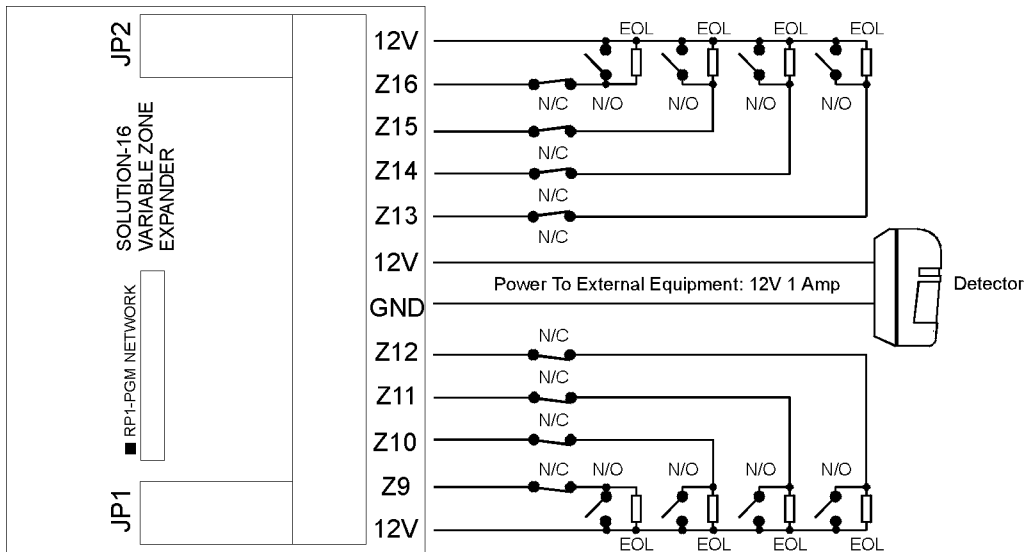 JP2
SOLUTION-16
VARIABLE ZONE
EXPANDER
■ RP1-PGM NETWORK
JP1
12V
EOL EOL EOL EOL
Z16
N/C N/O N/O N/O N/O
Z15
N/C
Z14
N/C
Z13
N/C
12V
Power To External Equipment: 12V 1 Amp
Detector
GND
N/C
Z12
N/C
Z11
N/C
Z10
N/C N/O N/O N/O N/O
Z9
12V
EOL EOL EOL EOL